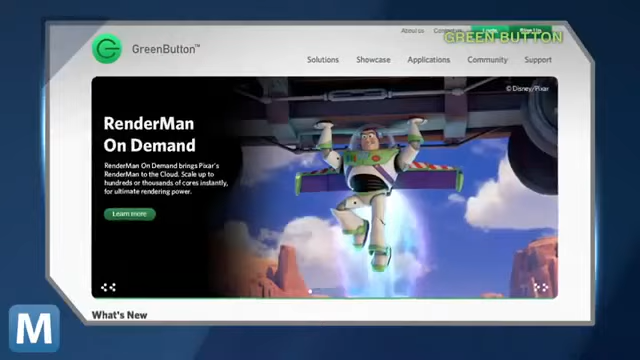 About us
GREEN BUTTON
GreenButton™
Solutions Showcase Applications Community Support
© Disney/Pixar
RenderMan
On Demand
RenderMan On Demand brings Pixar's
RenderMan to the Cloud. Scale up to
hundreds or thousands of cores instantly,
for ultimate rendering power.
Learn more
What's New
M